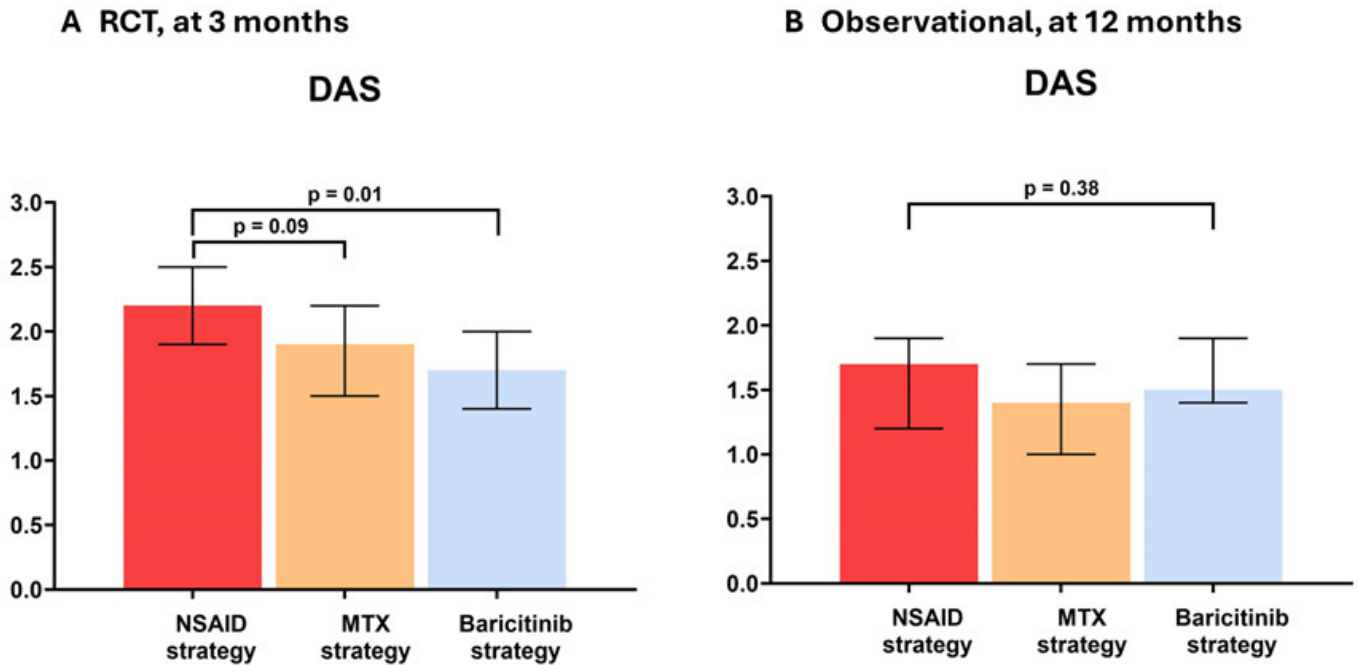 A RCT, at 3 months
DAS
3.0
2.5
2.0
1.5
1.0
0.5
0.0
p = 0.01
p = 0.09
NSAID strategy
MTX strategy
Baricitinib strategy
B Observational, at 12 months
DAS
3.0
2.5
2.0
1.5
1.0
0.5
0.0
p = 0.38
NSAID strategy
MTX strategy
Baricitinib strategy